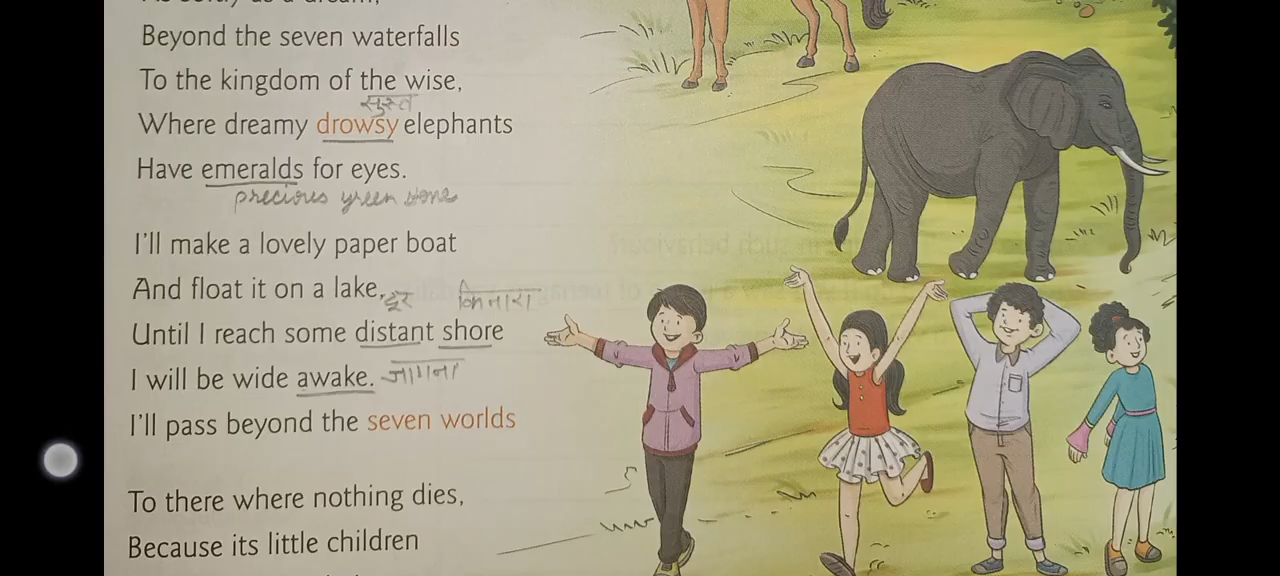 Beyond the seven waterfalls
To the kingdom of the wise,
सुस्त
Where dreamy drowsy elephants
Have emeralds for eyes.
precious green stone
I'll make a lovely paper boat
And float it on a lake,
दूर किनारा
Until I reach some distant shore
I will be wide awake. जागना
I'll pass beyond the seven worlds
To there where nothing dies,
Because its little children